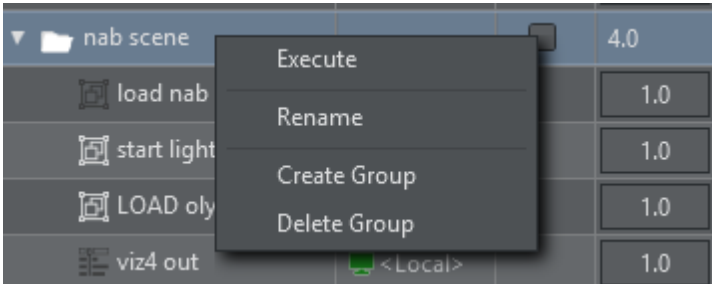 nab scene
4.0
Execute
load nab
1.0
Rename
start light
1.0
Create Group
LOAD oly
1.0
Delete Group
viz4 out
<Local>
1.0